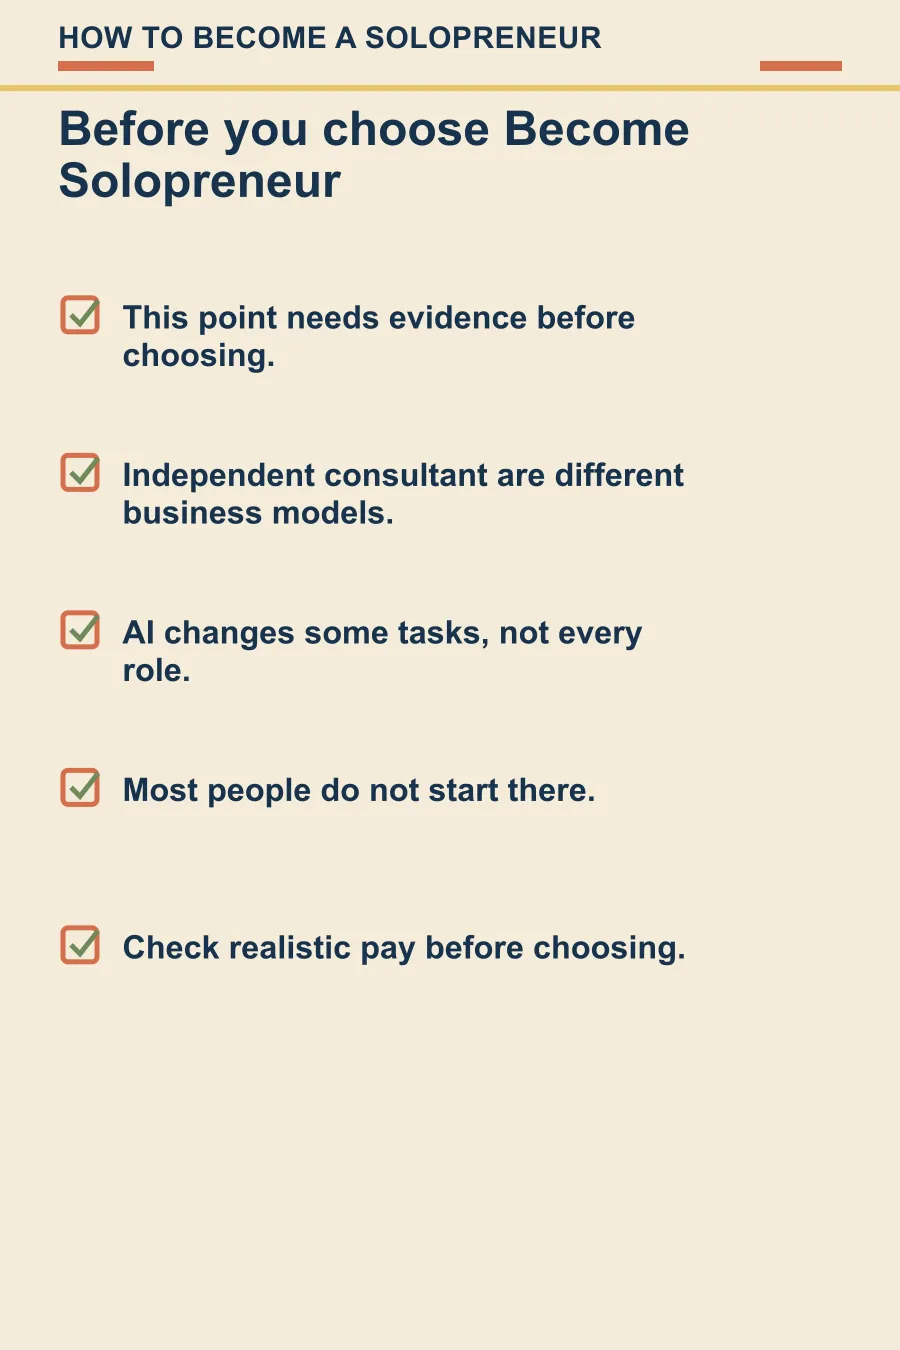 HOW TO BECOME A SOLOPRENEUR
Before you choose Become
Solopreneur
This point needs evidence before
choosing.
Independent consultant are different
business models.
AI changes some tasks, not every
role.
Most people do not start there.
Check realistic pay before choosing.